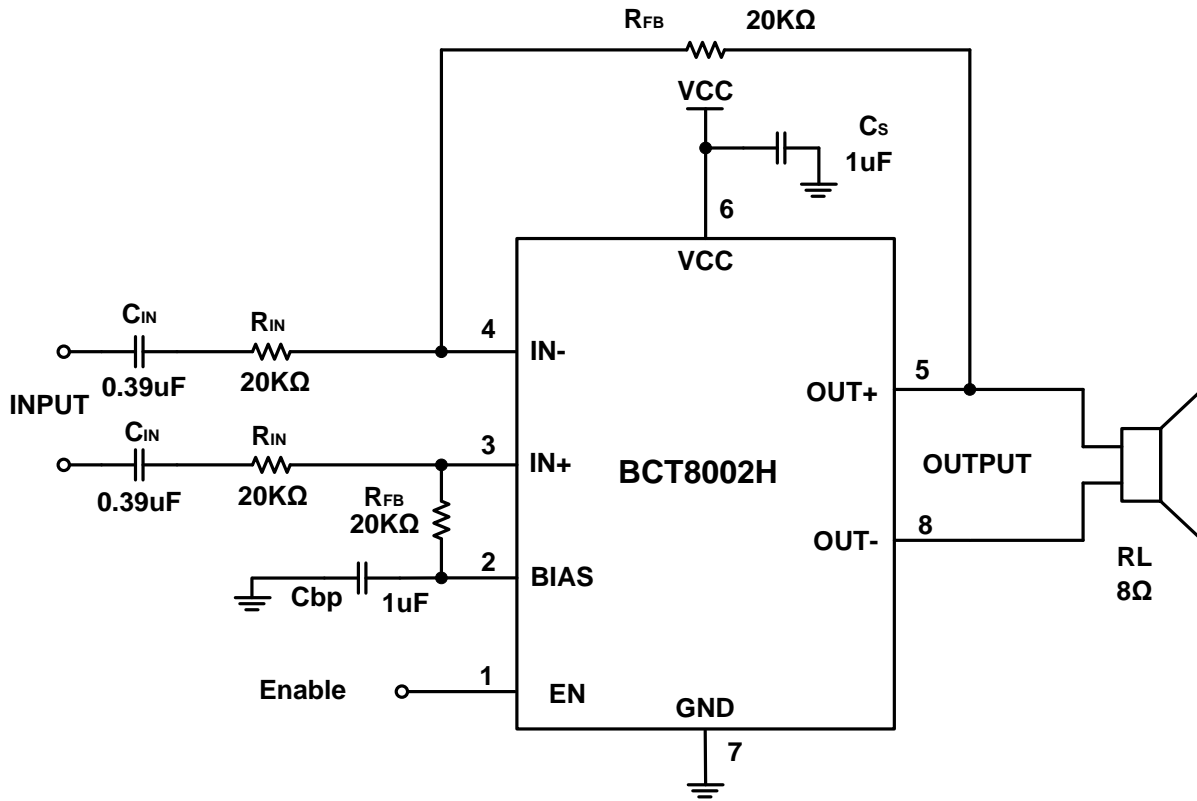 RFB 20KΩ
VCC
CS
1uF
6
VCC
CIN
RIN
4
IN-
0.39uF
20KΩ
INPUT
5
OUT+
CIN
RIN
3
IN+
BCT8002H
OUTPUT
0.39uF
20KΩ
RFB
20KΩ
8
OUT-
2
BIAS
Cbp
1uF
RL
8Ω
Enable
1
EN
GND
7